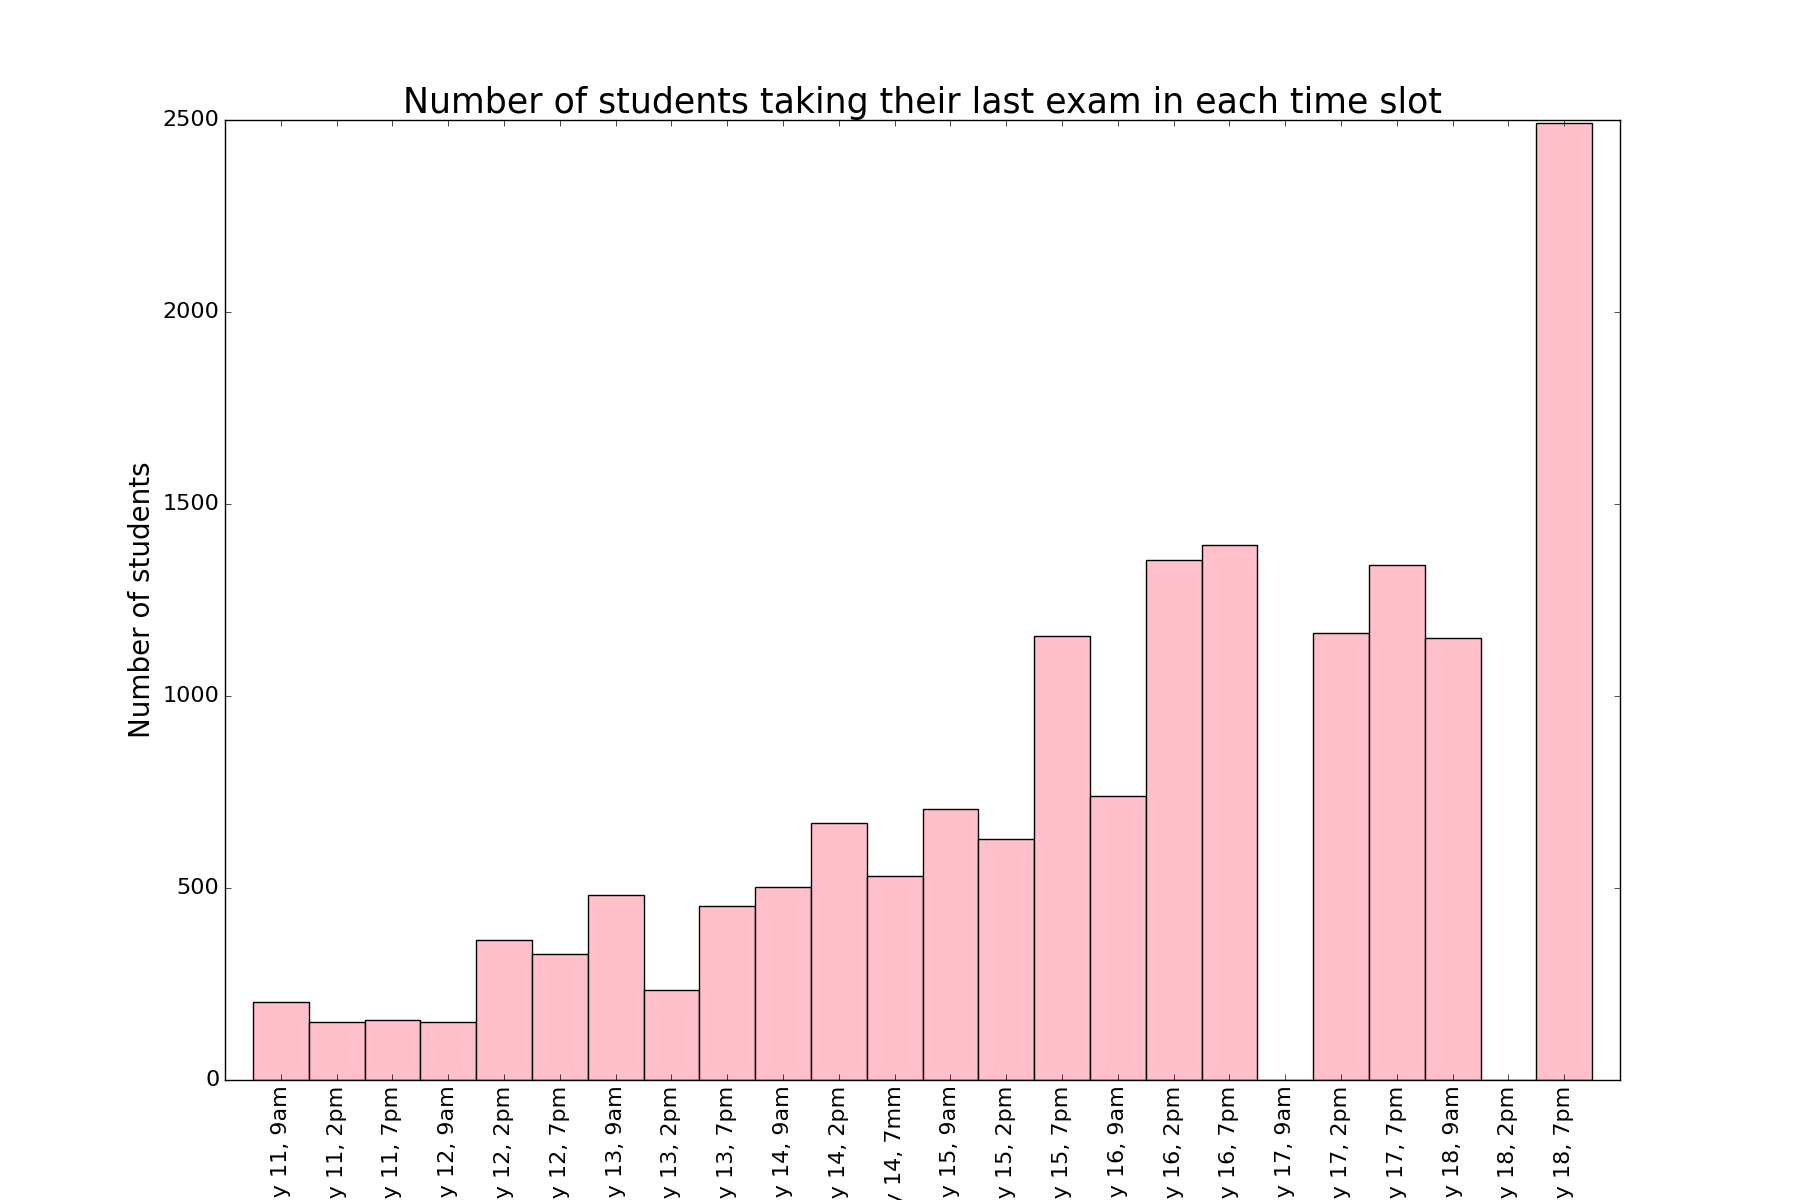 Number of students taking their last exam in each time slot
Number of students
2500
2000
1500
1000
500
0
y 11, 9am
y 11, 2pm
y 11, 7pm
y 12, 9am
y 12, 2pm
y 12, 7pm
y 13, 9am
y 13, 2pm
y 13, 7pm
y 14, 9am
y 14, 2pm
y 14, 7mm
y 15, 9am
y 15, 2pm
y 15, 7pm
y 16, 9am
y 16, 2pm
y 16, 7pm
y 17, 9am
y 17, 2pm
y 17, 7pm
y 18, 9am
y 18, 2pm
y 18, 7pm